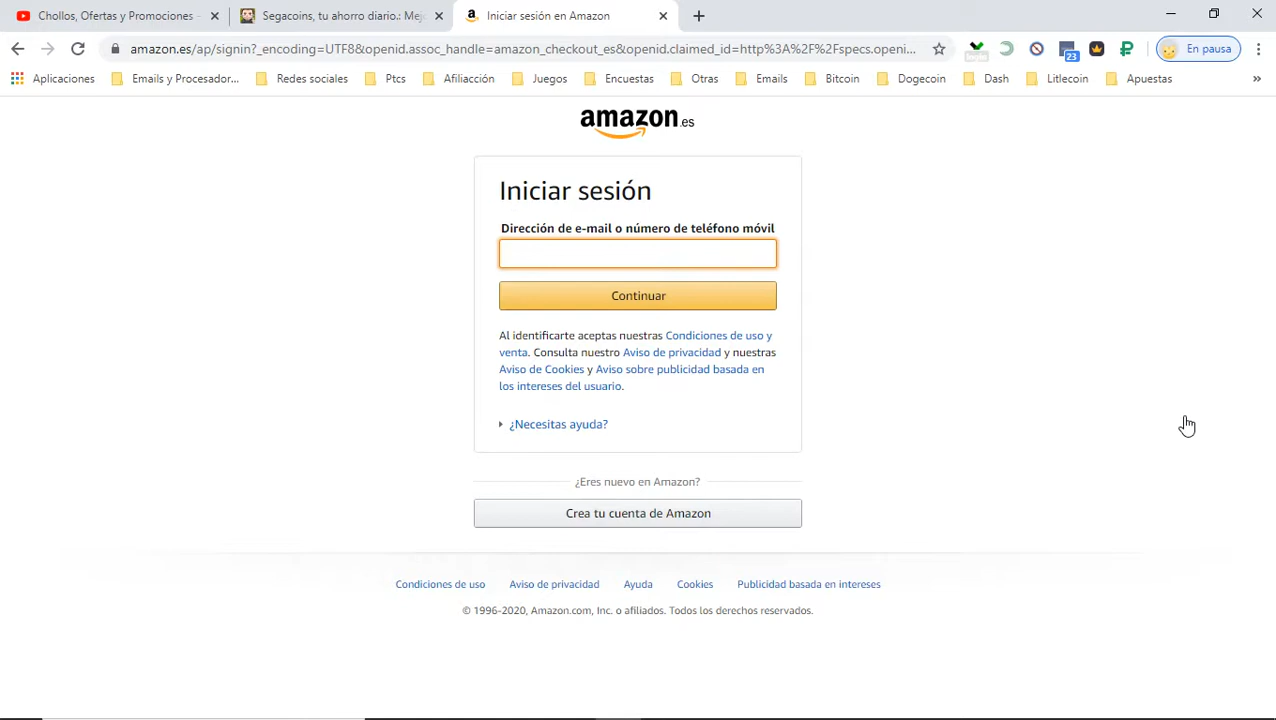 Chollos, Ofertas y Promociones -
Segacoins, tu ahorro diario.: Mej
Iniciar sesión en Amazon
amazon.es/ap/signin?_encoding=UTF8&openid.assoc_handle=amazon_checkout_es&openid.claimed_id=http%3A%2F%2Fspecs.openi...
23
En pausa
Aplicaciones
Emails y Procesador...
Redes sociales
Ptcs
Afiliacción
Juegos
Encuestas
Otras
Emails
Bitcoin
Dogecoin
Dash
Litlecoin
Apuestas
»
amazon.es
Iniciar sesión
Dirección de e-mail o número de teléfono móvil
Continuar
Al identificarte aceptas nuestras Condiciones de uso y
venta. Consulta nuestro Aviso de privacidad y nuestras
Aviso de Cookies y Aviso sobre publicidad basada en
los intereses del usuario.
¿Necesitas ayuda?
¿Eres nuevo en Amazon?
Crea tu cuenta de Amazon
Condiciones de uso
Aviso de privacidad
Ayuda
Cookies
Publicidad basada en intereses
© 1996-2020, Amazon.com, Inc. o afiliados. Todos los derechos reservados.